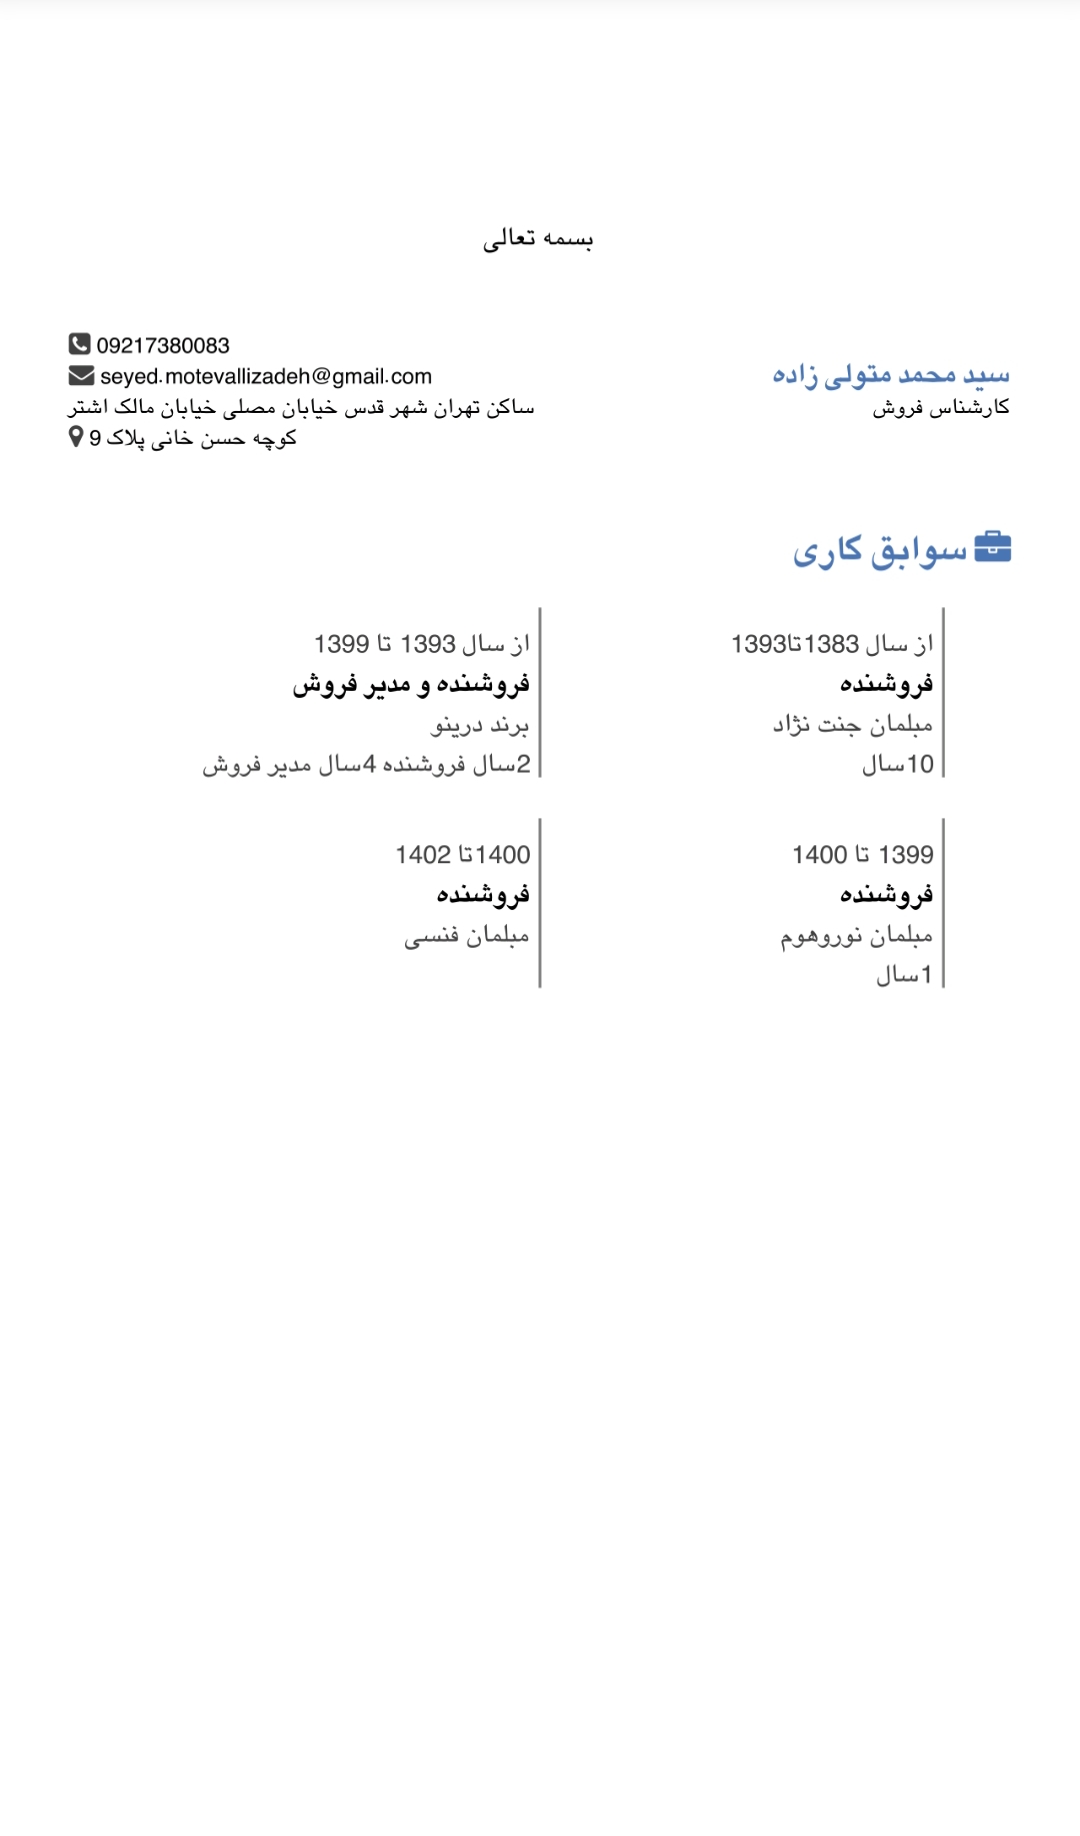 بسمه تعالی
سید محمد متولی زاده
کارشناس فروش
09217380083
seyed.motevallizadeh@gmail.com
ساکن تهران شهر قدس خیابان مصلی خیابان مالک اشتر
کوچه حسن خانی پلاک 9
سوابق کاری
از سال 1383تا1393
فروشنده
مبلمان جنت نژاد
10سال
از سال 1393 تا 1399
فروشنده و مدیر فروش
برند درینو
2سال فروشنده 4سال مدیر فروش
1399 تا 1400
فروشنده
مبلمان نوروهوم
1سال
1400تا 1402
فروشنده
مبلمان فنسی